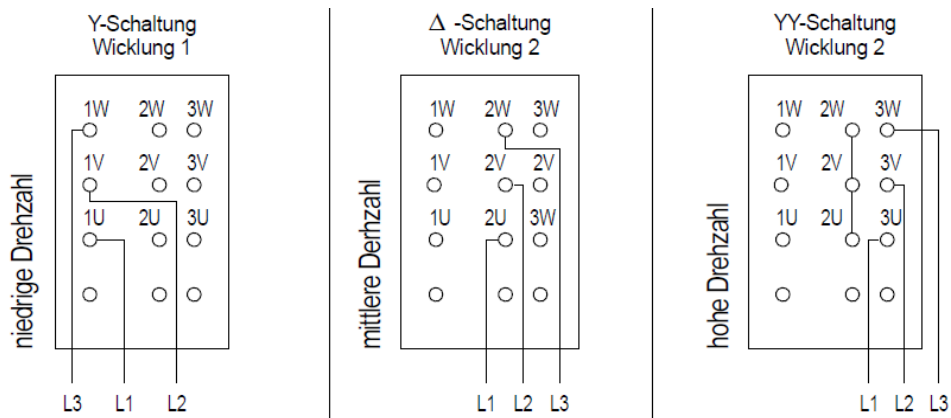 Y-Schaltung
Wicklung 1
niedrige Drehzahl
1W 2W 3W
1V 2V 3V
1U 2U 3U
L3 L1 L2
Δ -Schaltung
Wicklung 2
mittlere Derhzahl
1W 2W 3W
1V 2V 2V
1U 2U 3W
L1 L2 L3
YY-Schaltung
Wicklung 2
hohe Drehzahl
1W 2W 3W
1V 2V 3V
1U 2U 3U
L1 L2 L3